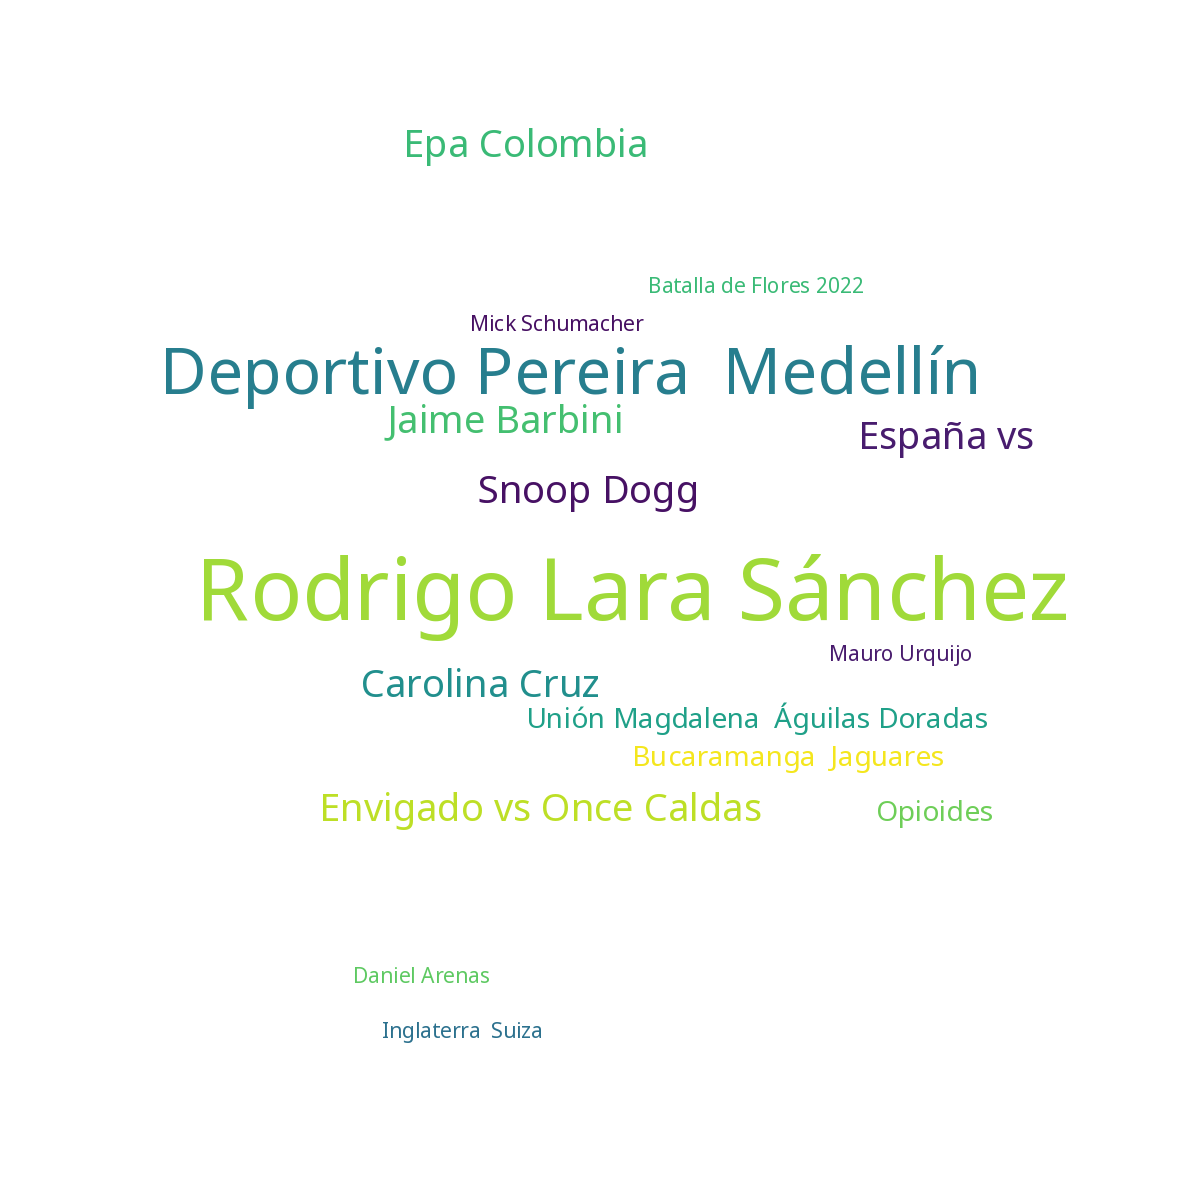 Epa Colombia
Batalla de Flores 2022
Mick Schumacher
Deportivo Pereira  Medellín
Jaime Barbini
España vs
Snoop Dogg
Rodrigo Lara Sánchez
Mauro Urquijo
Carolina Cruz
Unión Magdalena  Águilas Doradas
Bucaramanga  Jaguares
Envigado vs Once Caldas
Opioides
Daniel Arenas
Inglaterra  Suiza